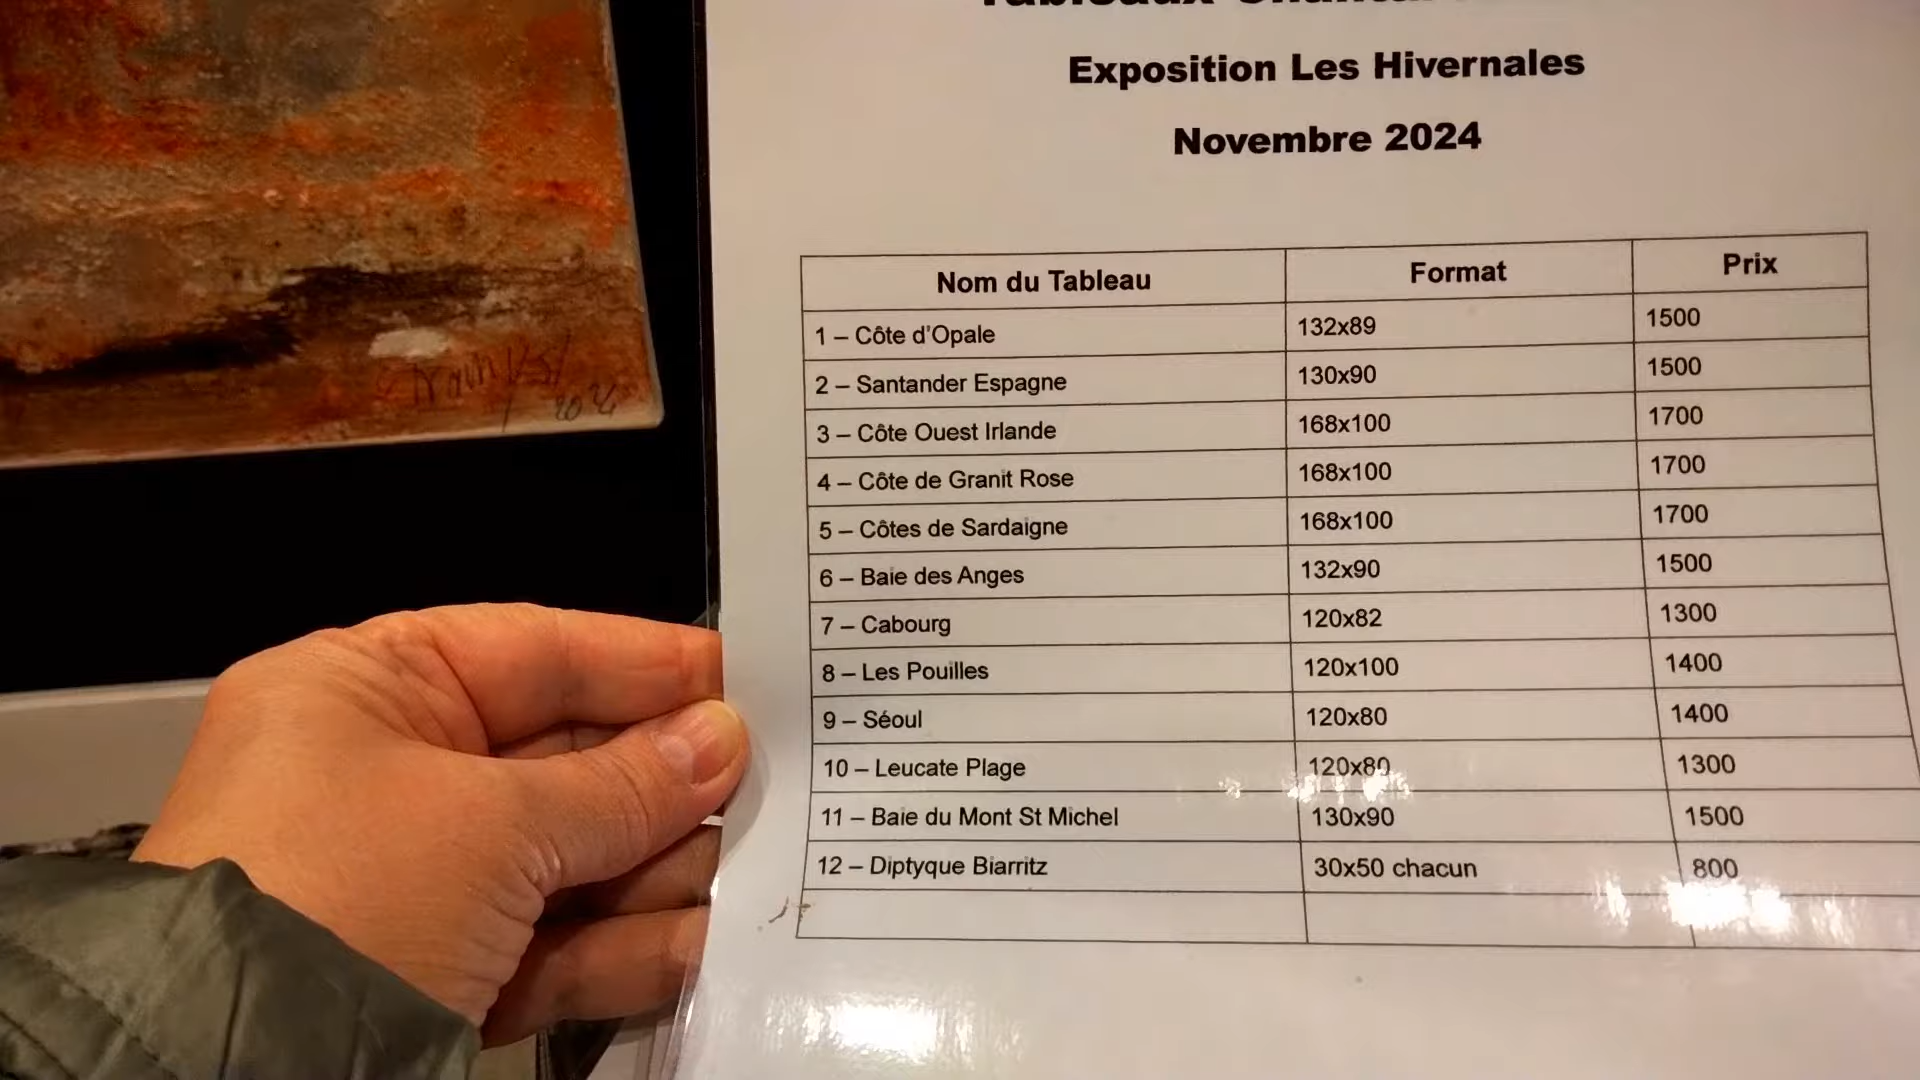 Tableaux Chantal
Exposition Les Hivernales
Novembre 2024
Nom du Tableau Format Prix
1 – Côte d'Opale 132x89 1500
2 – Santander Espagne 130x90 1500
3 – Côte Ouest Irlande 168x100 1700
4 – Côte de Granit Rose 168x100 1700
5 – Côtes de Sardaigne 168x100 1700
6 – Baie des Anges 132x90 1500
7 – Cabourg 120x82 1300
8 – Les Pouilles 120x100 1400
9 – Séoul 120x80 1400
10 – Leucate Plage 120x80 1300
11 – Baie du Mont St Michel 130x90 1500
12 – Diptyque Biarritz 30x50 chacun 800